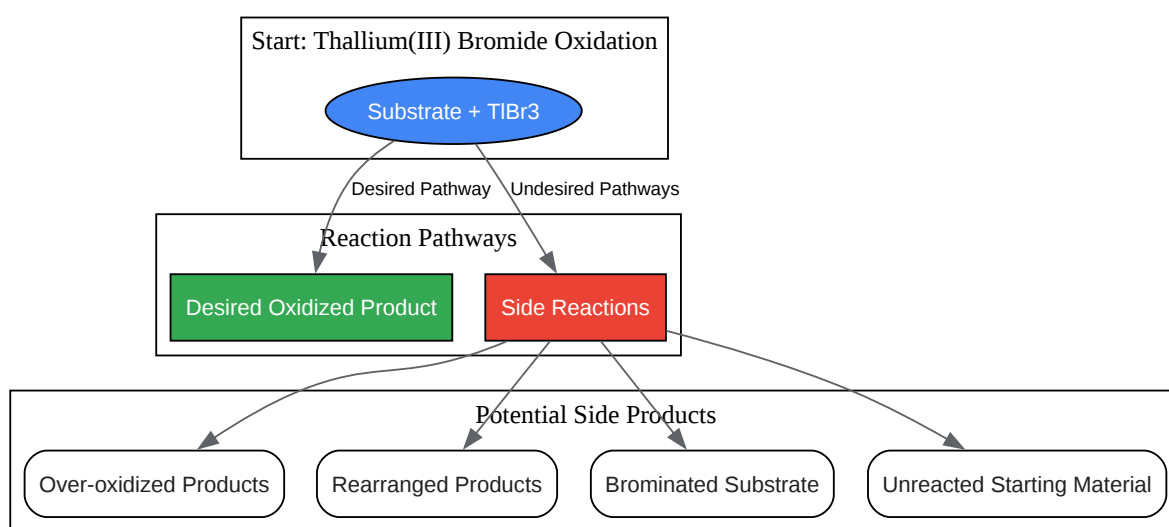 Start: Thallium(III) Bromide Oxidation
Substrate + TlBr3
Desired Pathway
Undesired Pathways
Reaction Pathways
Desired Oxidized Product
Side Reactions
Potential Side Products
Over-oxidized Products
Rearranged Products
Brominated Substrate
Unreacted Starting Material